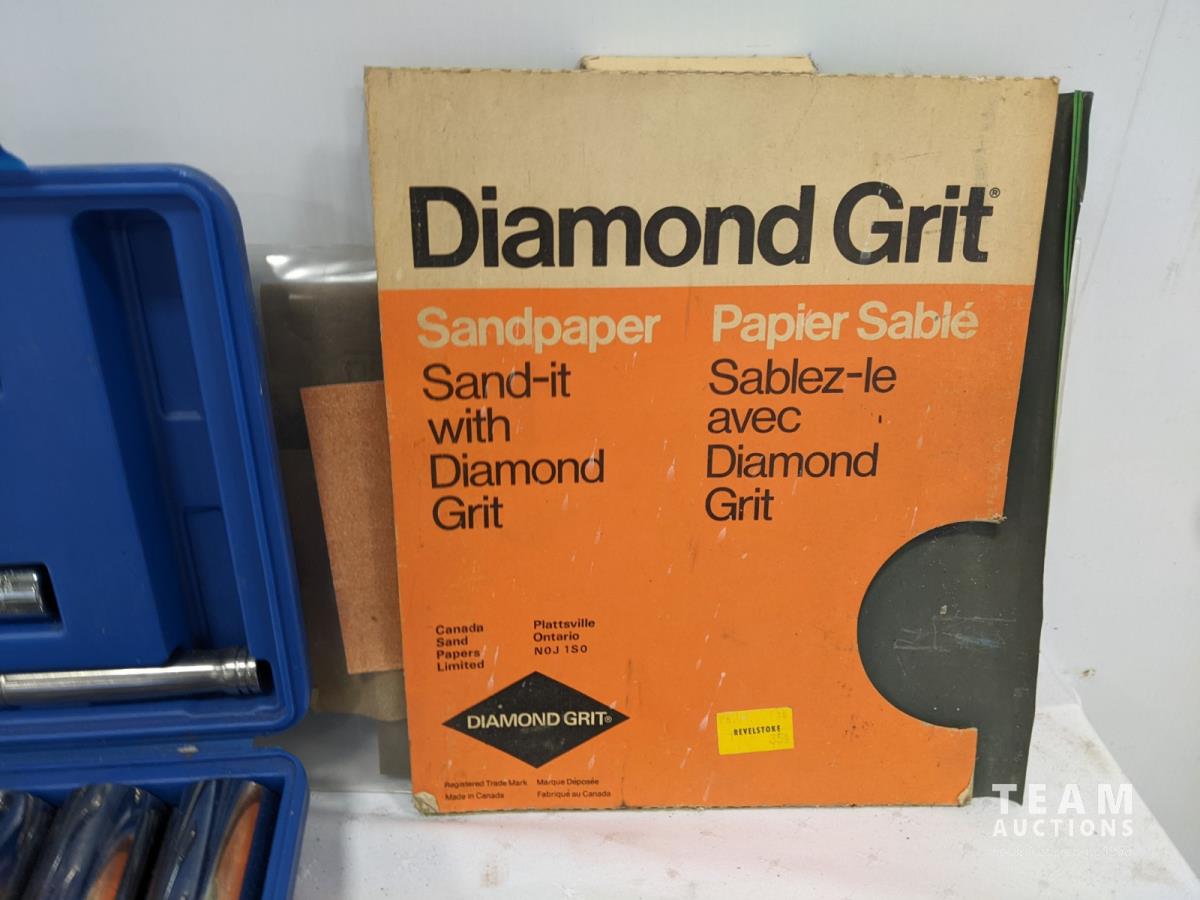 Diamond Grit®
Sandpaper
Sand-it
with
Diamond
Grit
Papier Sablé
Sablez-le
avec
Diamond
Grit
Canada
Sand
Papers
Limited
Plattsville
Ontario
N0J 1S0
DIAMOND GRIT®
Registered Trade Mark
Made in Canada
Marque Déposée
Fabriqué au Canada
REVELSTOKE
TEAM
AUCTIONS